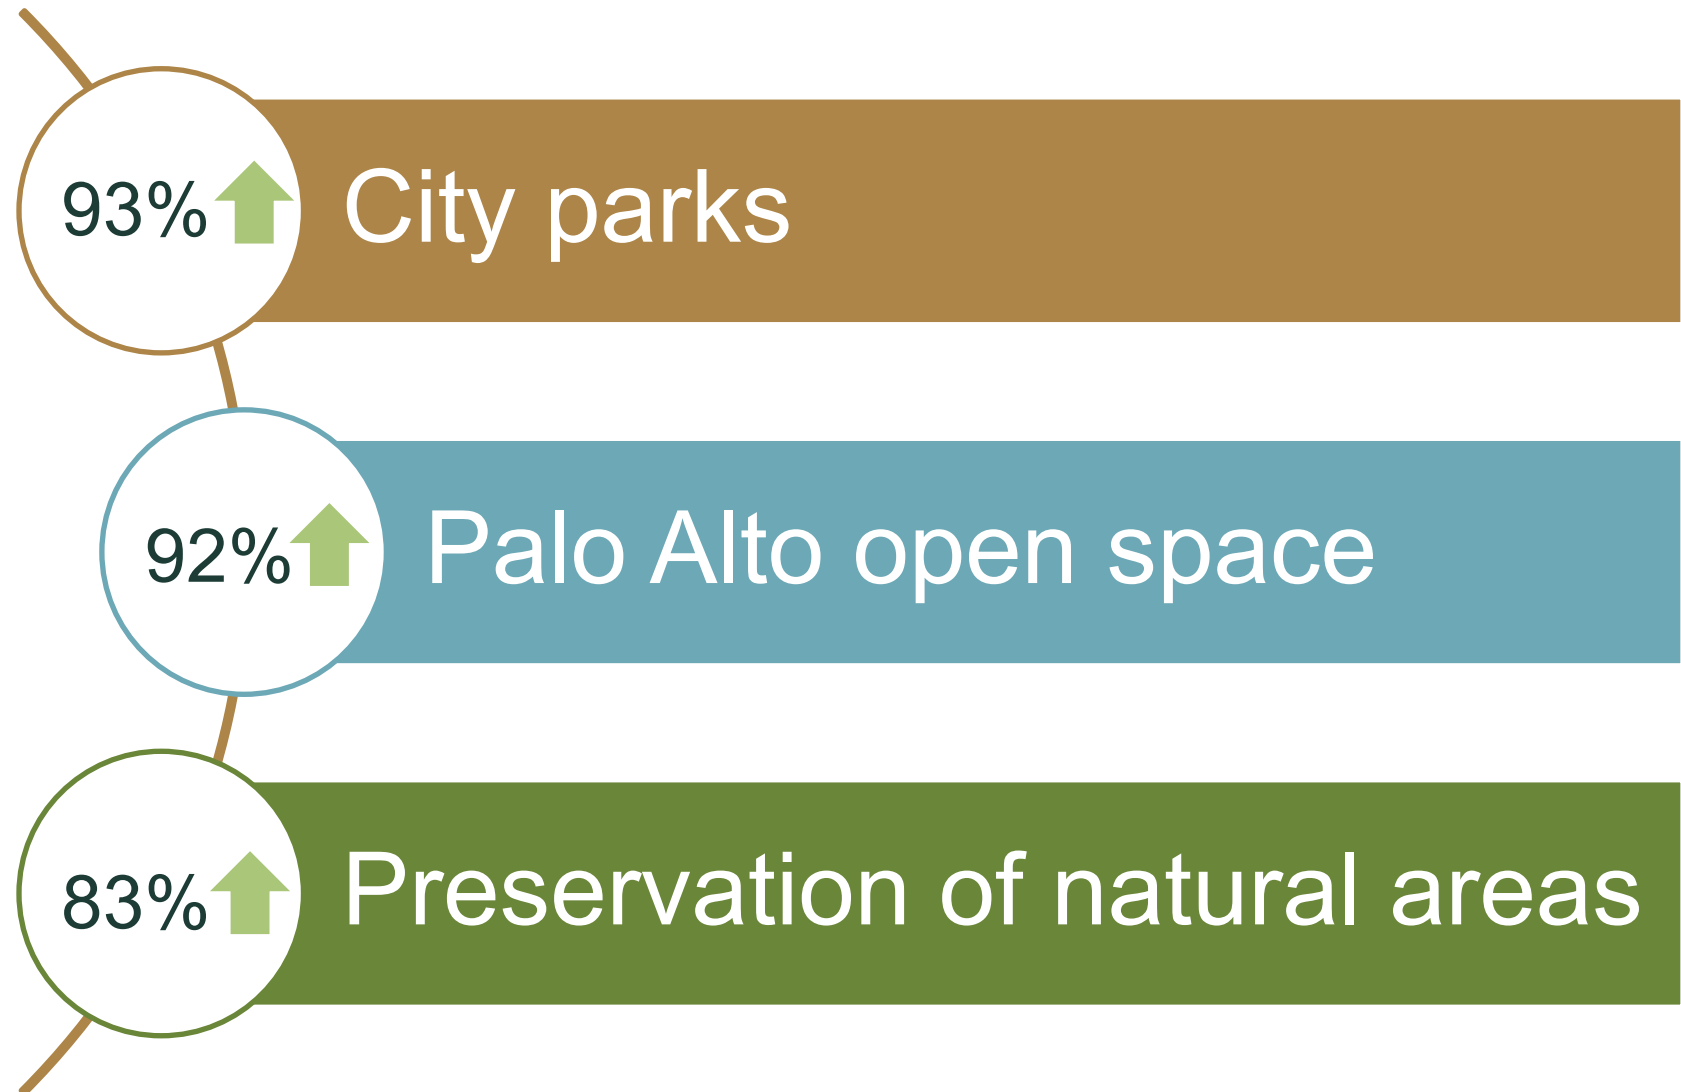 93% City parks
92% Palo Alto open space
83% Preservation of natural areas